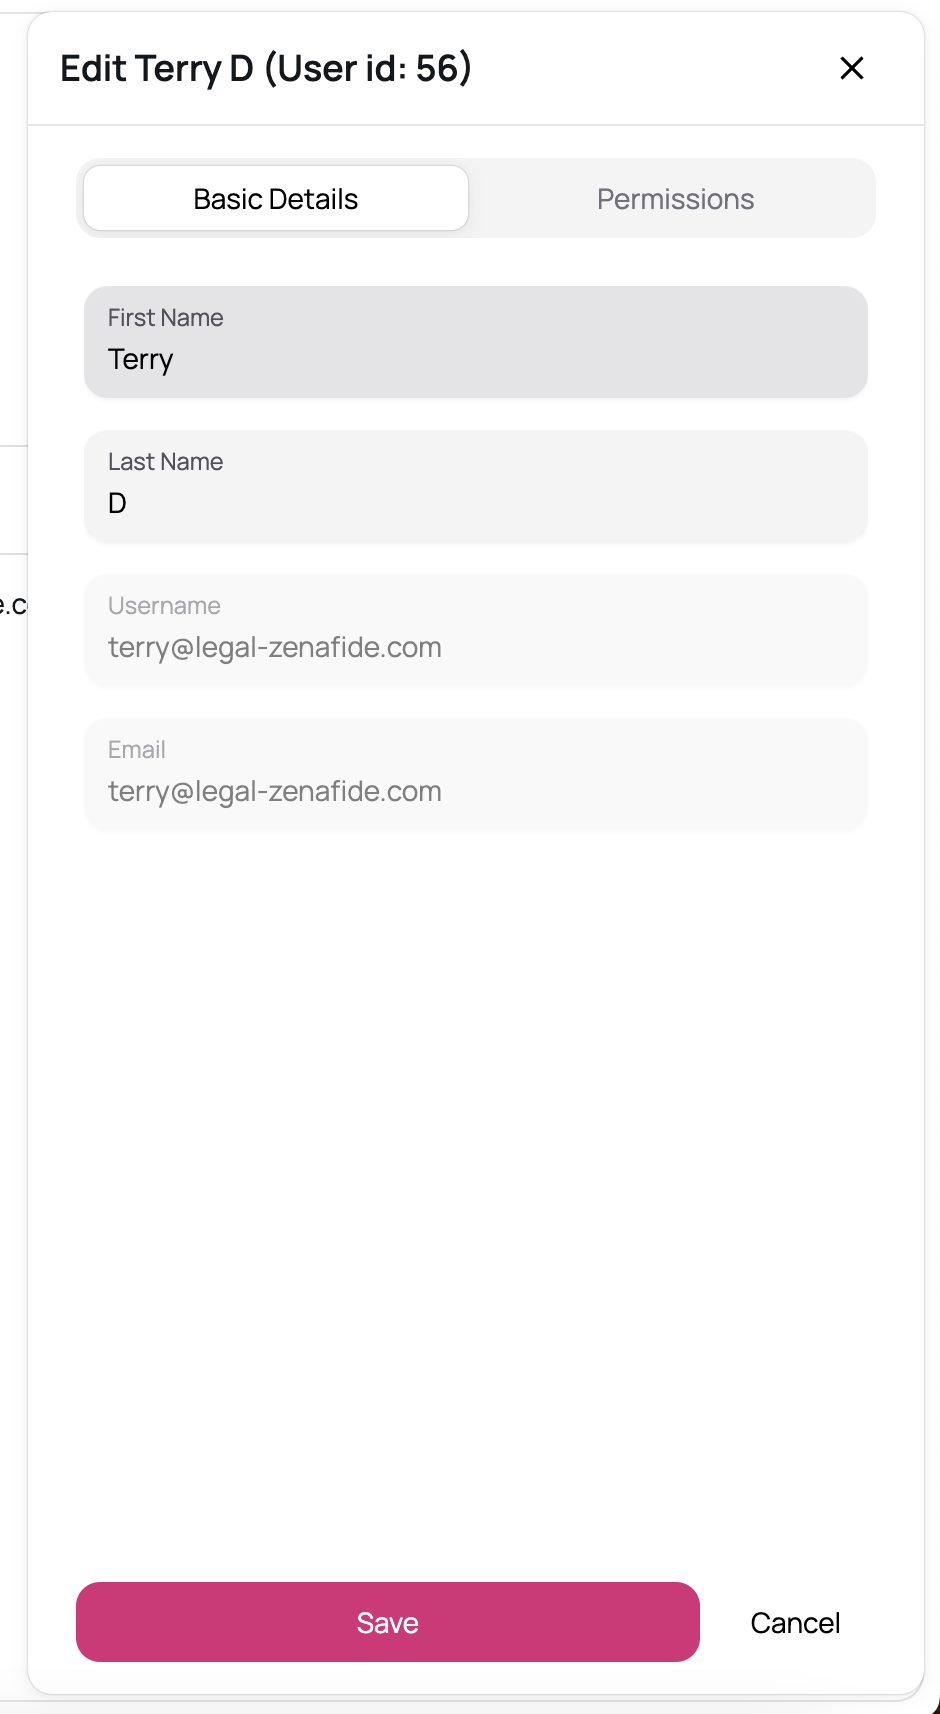 Edit Terry D (User id: 56)
Basic Details
Permissions
First Name
Terry
Last Name
D
Username
terry@legal-zenafide.com
Email
terry@legal-zenafide.com
Save
Cancel